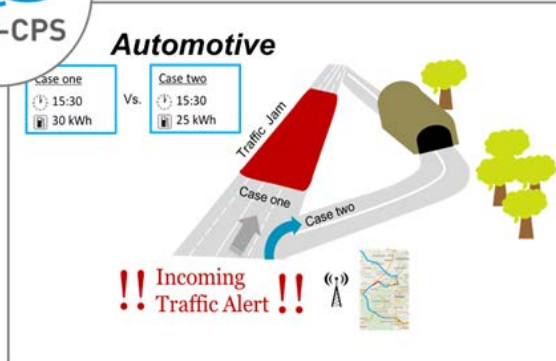 -CPS
Automotive
Case one
15:30
30 kWh
Vs.
Case two
15:30
25 kWh
Traffic Jam
Case one
Case two
!! Incoming
Traffic Alert !!